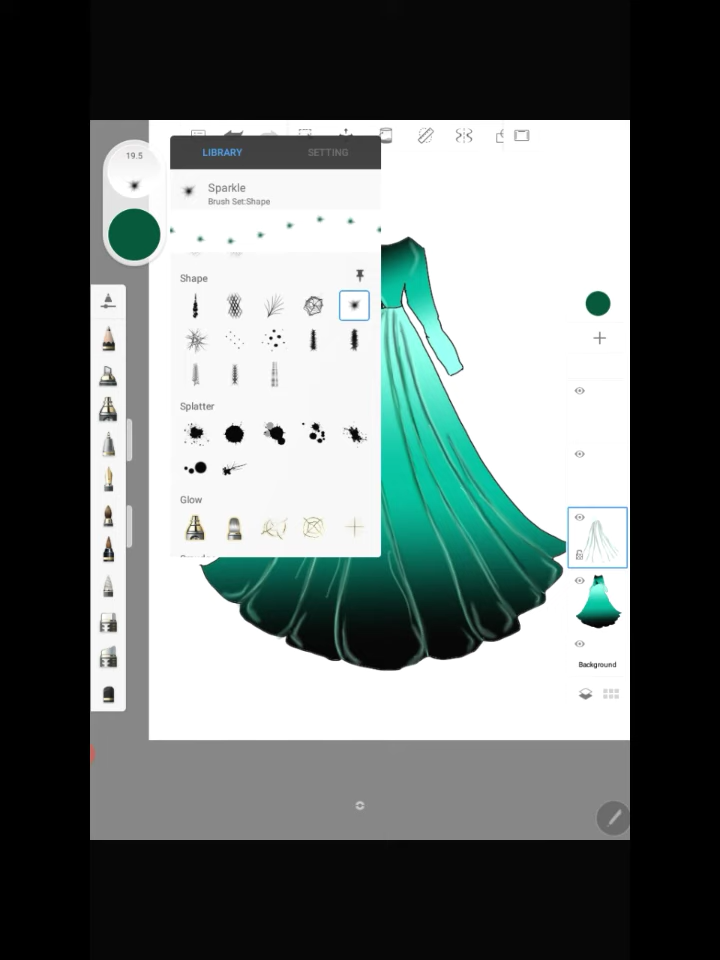 19.5
LIBRARY
SETTING
Sparkle
Brush Set:Shape
Shape
Splatter
Glow
Background